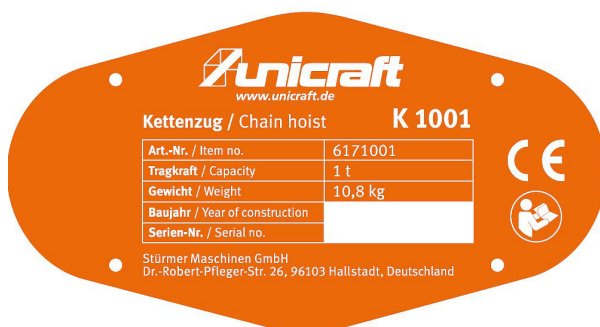 unicraft
www.unicraft.de
Kettenzug / Chain hoist K 1001
Art.-Nr. / Item no. 6171001
Tragkraft / Capacity 1 t
Gewicht / Weight 10,8 kg
Baujahr / Year of construction
Serien-Nr. / Serial no.
CE
Stürmer Maschinen GmbH
Dr.-Robert-Pfleger-Str. 26, 96103 Hallstadt, Deutschland